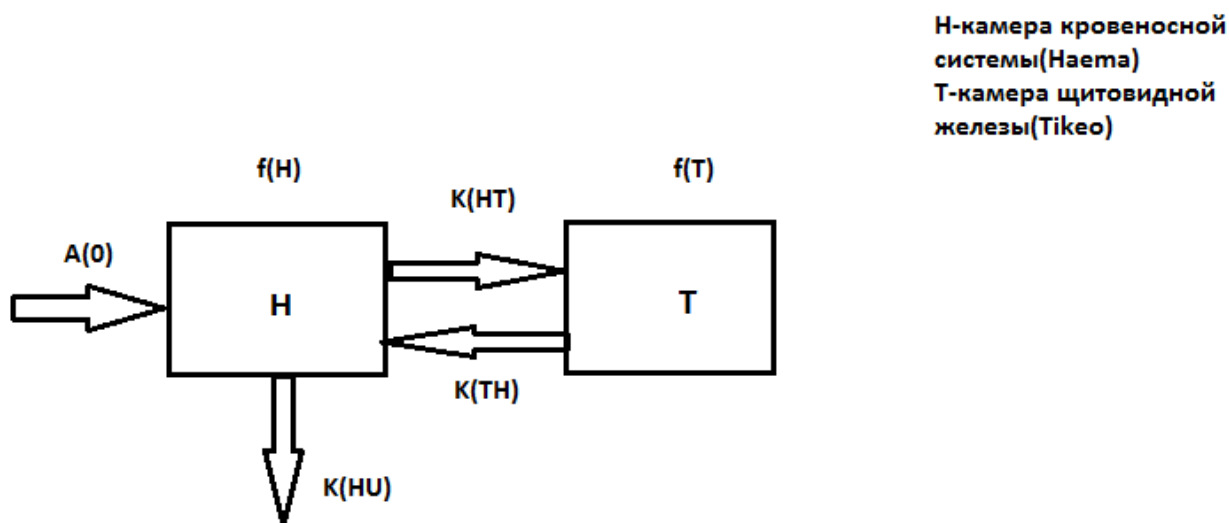 H-камера кровеносной
системы(Haema)
T-камера щитовидной
железы(Tikeo)
f(H)
f(T)
K(HT)
A(0)
H
T
K(TH)
K(HU)